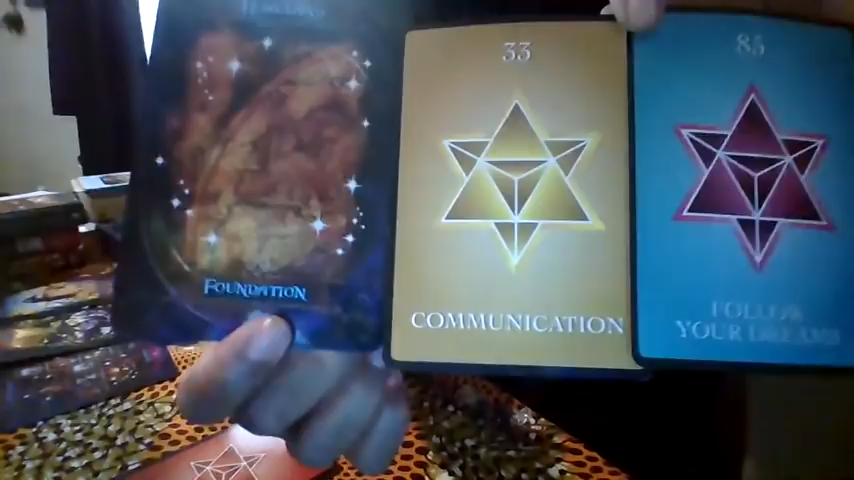 FOUNDATION
33
COMMUNICATION
85
FOLLOW
YOUR DREAMS